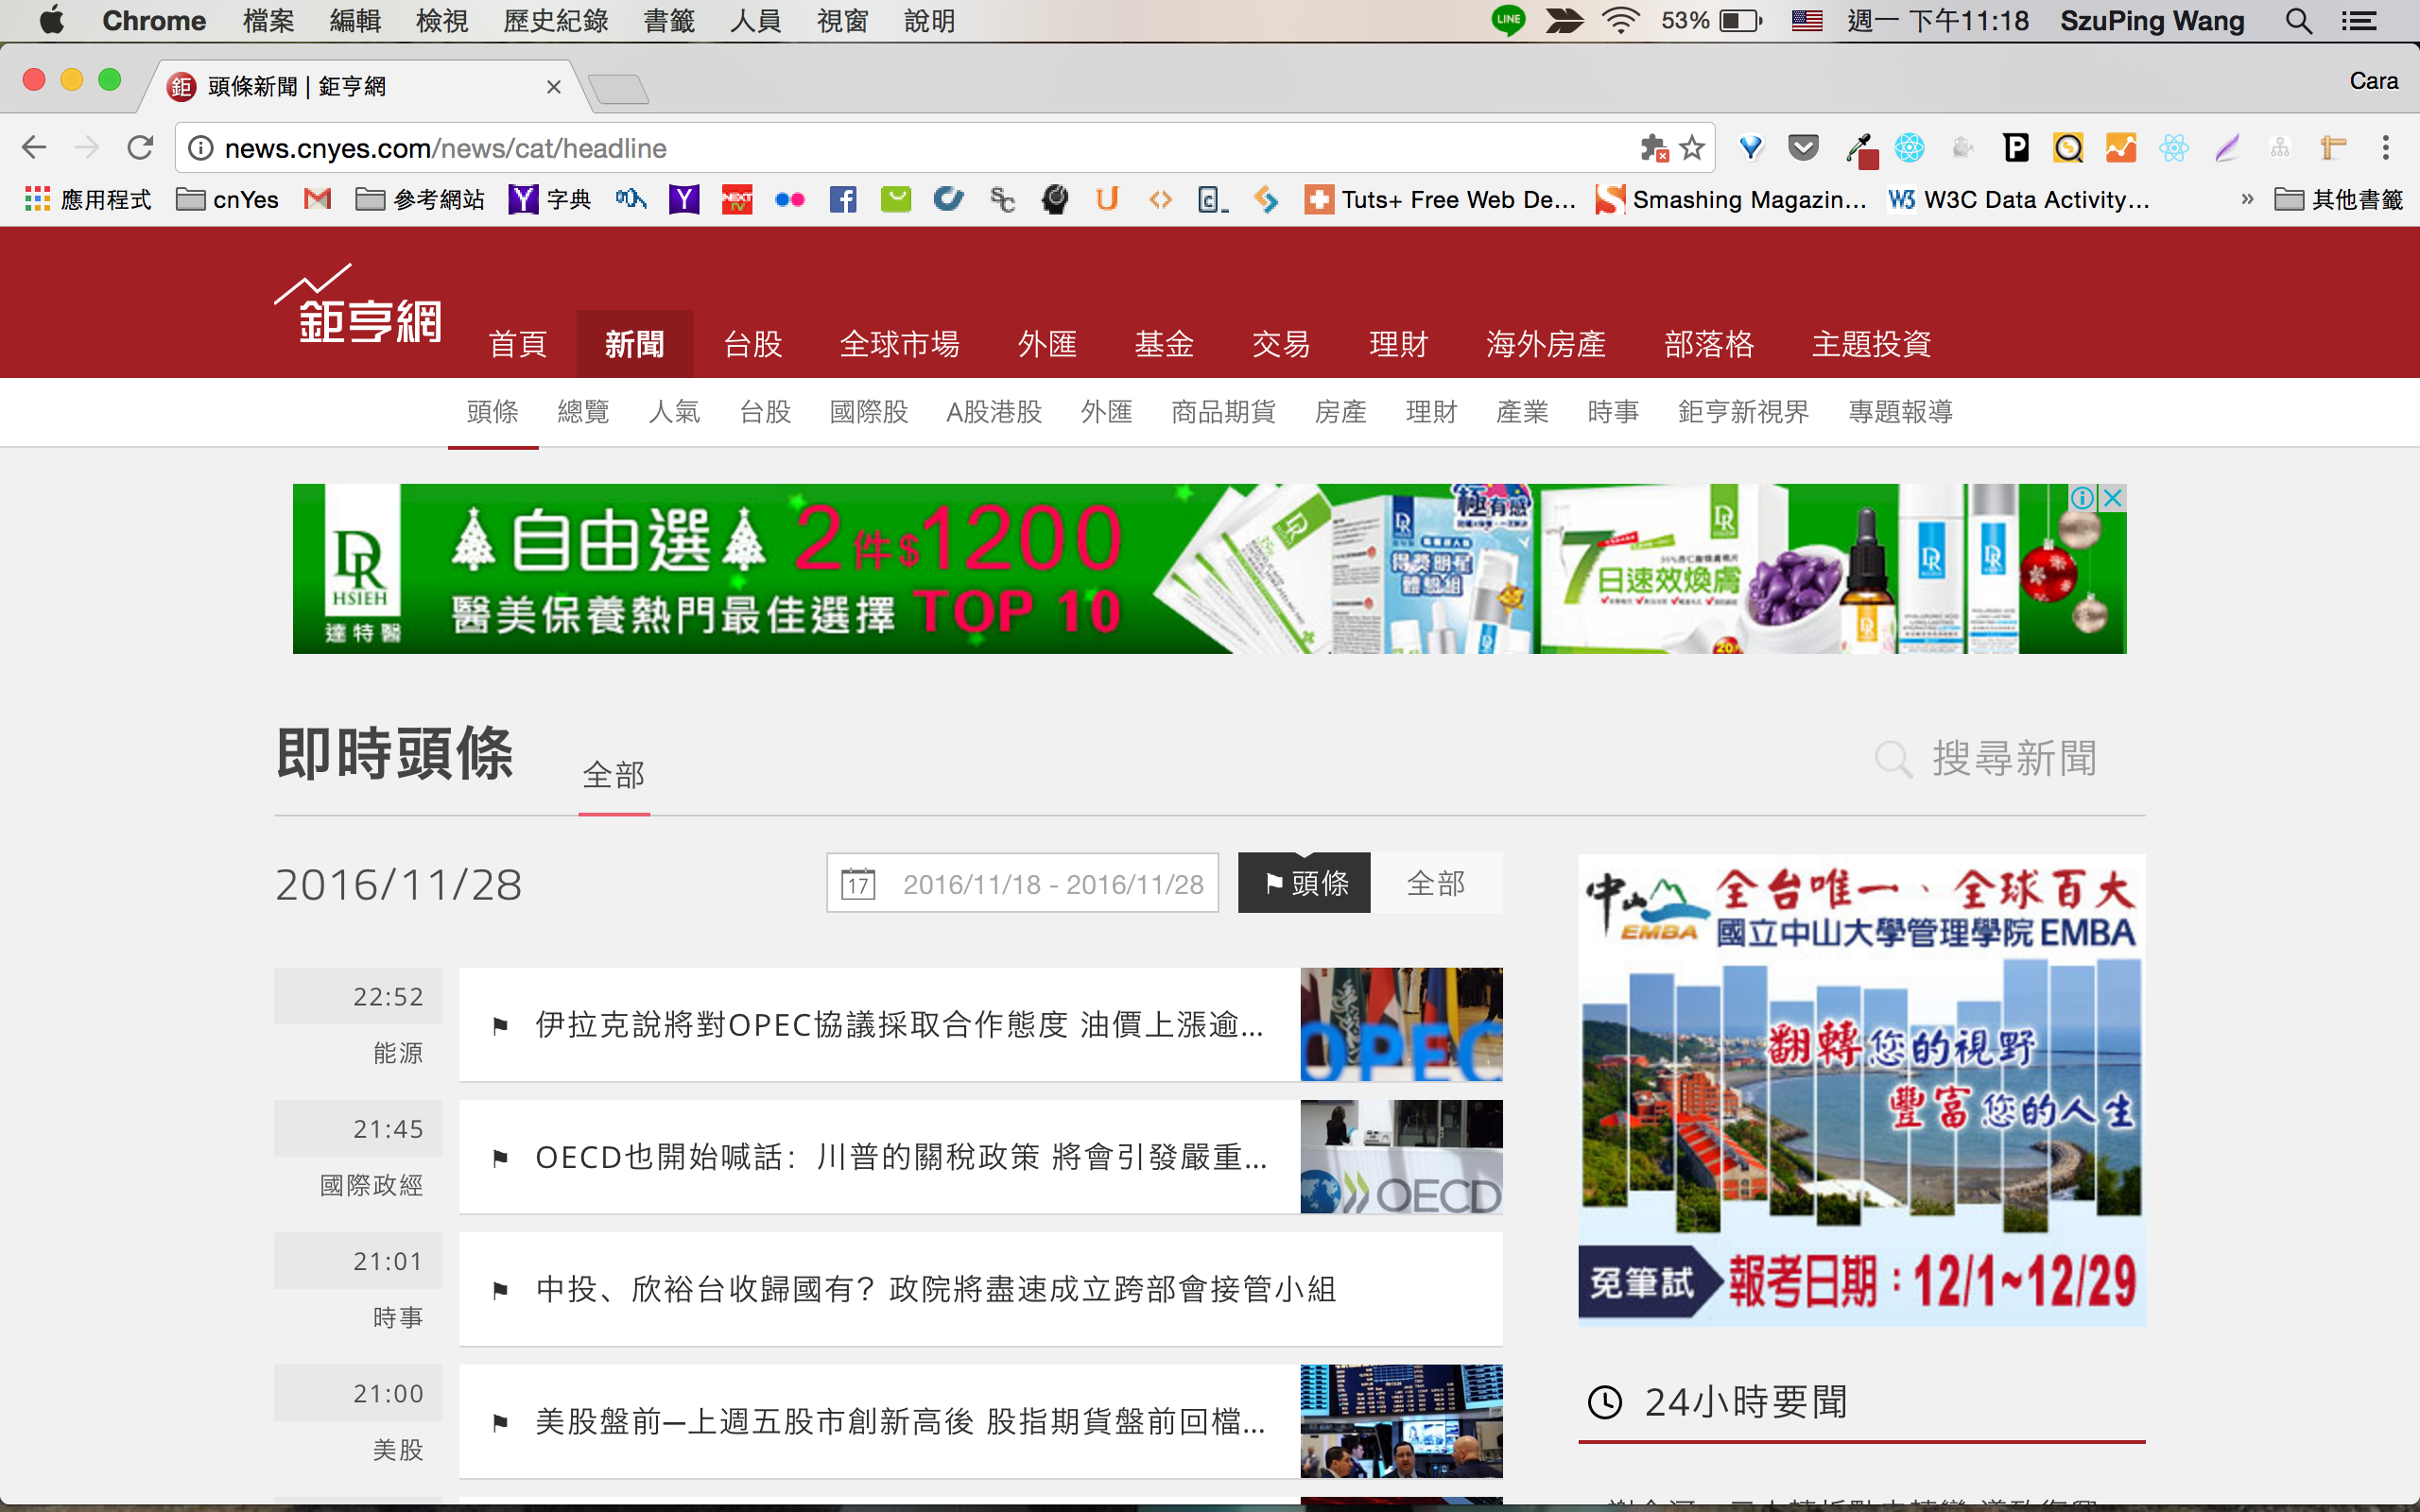 Chrome 檔案 編輯 檢視 歷史紀錄 書籤 人員 視窗 說明 LINE 53% 週一 下午11:18 SzuPing Wang
鉅 頭條新聞 | 鉅亨網 Cara
news.cnyes.com/news/cat/headline
應用程式 cnYes 參考網站 字典 Tuts+ Free Web De... Smashing Magazin... W3C Data Activity... » 其他書籤
鉅亨網 首頁 新聞 台股 全球市場 外匯 基金 交易 理財 海外房產 部落格 主題投資
頭條 總覽 人氣 台股 國際股 A股港股 外匯 商品期貨 房產 理財 產業 時事 鉅亨新視界 專題報導
DR HSIEH 達特醫
自由選 2件$1200
醫美保養熱門最佳選擇 TOP 10
極有感
得獎明星
體驗組
7日速效煥膚
即時頭條 全部 搜尋新聞
2016/11/28 17 2016/11/18 - 2016/11/28 頭條 全部
22:52 能源
伊拉克說將對OPEC協議採取合作態度 油價上漲逾...
OPEC
21:45 國際政經
OECD也開始喊話：川普的關稅政策 將會引發嚴重...
OECD
21:01 時事
中投、欣裕台收歸國有？政院將盡速成立跨部會接管小組
21:00 美股
美股盤前—上週五股市創新高後 股指期貨盤前回檔...
中山 EMBA 全台唯一、全球百大
國立中山大學管理學院 EMBA
翻轉您的視野
豐富您的人生
免筆試 報考日期：12/1~12/29
24小時要聞